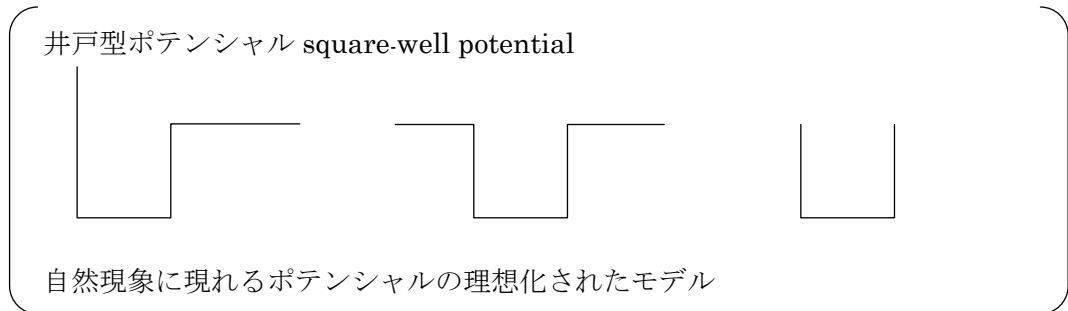 井戸型ポテンシャル square-well potential
自然現象に現れるポテンシャルの理想化されたモデル